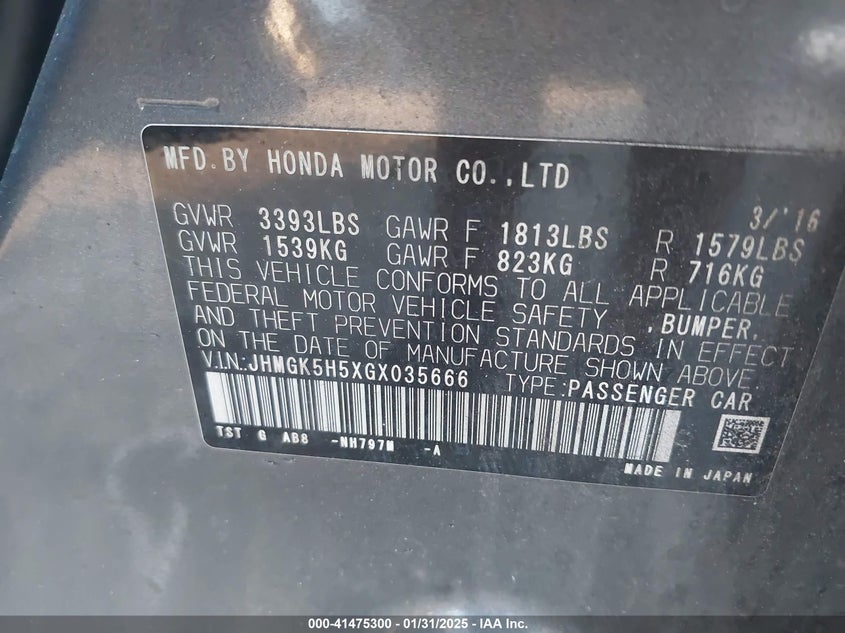 MFD.BY HONDA MOTOR CO.,LTD
3/'16
GVWR 3393LBS GAWR F 1813LBS R 1579LBS
GVWR 1539KG GAWR F 823KG R 716KG
THIS VEHICLE CONFORMS TO ALL APPLICABLE
FEDERAL MOTOR VEHICLE SAFETY ,BUMPER,
AND THEFT PREVENTION STANDARDS IN EFFECT
ON THE DATE OF MANUFACTURE SHOWN ABOVE.
V.I.N:JHMGK5H5XGX035666 TYPE:PASSENGER CAR
TST G AB8 -NH797M -A
MADE IN JAPAN
000-41475300 - 01/31/2025 - IAA Inc.